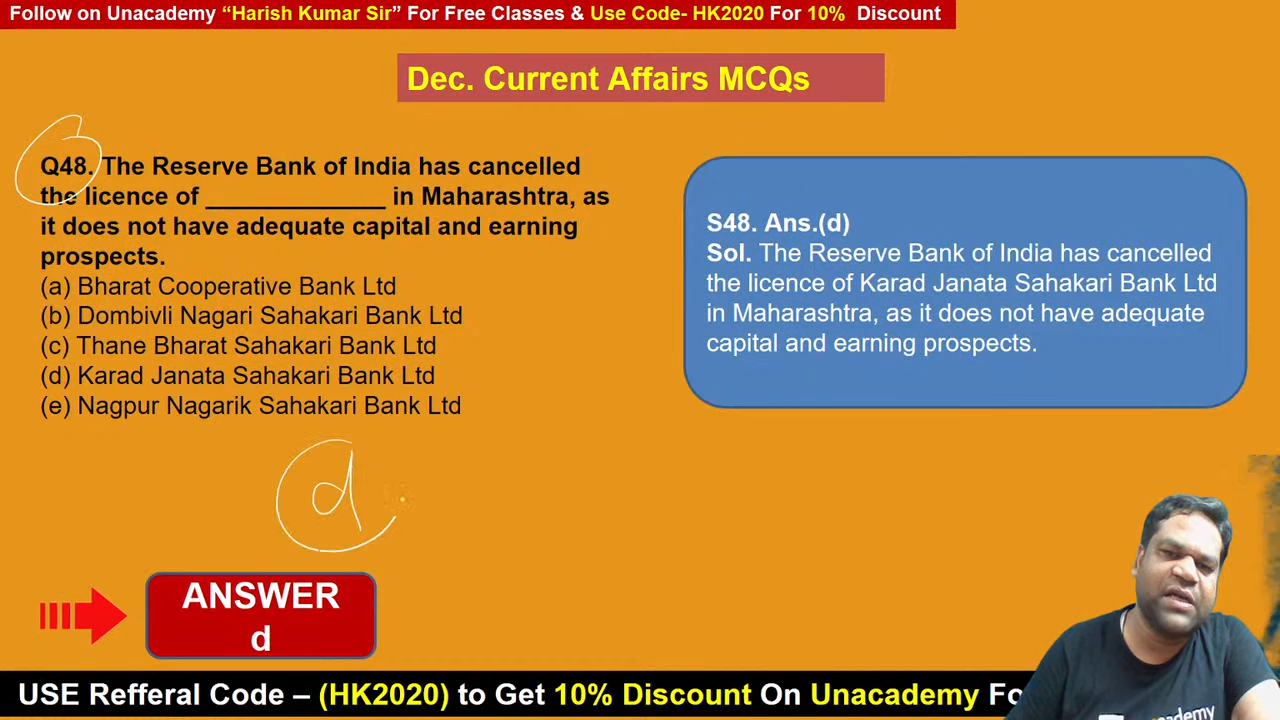 Follow on Unacademy “Harish Kumar Sir” For Free Classes & Use Code- HK2020 For 10% Discount
Dec. Current Affairs MCQs
Q48. The Reserve Bank of India has cancelled
the licence of ____________ in Maharashtra, as
it does not have adequate capital and earning
prospects.
(a) Bharat Cooperative Bank Ltd
(b) Dombivli Nagari Sahakari Bank Ltd
(c) Thane Bharat Sahakari Bank Ltd
(d) Karad Janata Sahakari Bank Ltd
(e) Nagpur Nagarik Sahakari Bank Ltd
S48. Ans.(d)
Sol. The Reserve Bank of India has cancelled
the licence of Karad Janata Sahakari Bank Ltd
in Maharashtra, as it does not have adequate
capital and earning prospects.
d
ANSWER
d
USE Refferal Code – (HK2020) to Get 10% Discount On Unacademy Fo
unacademy